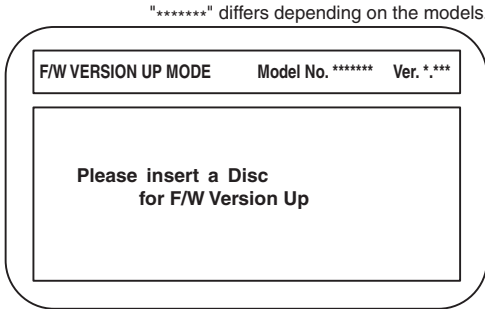 "*******" differs depending on the models
F/W VERSION UP MODE Model No. ******* Ver. *.***
Please insert a Disc
for F/W Version Up